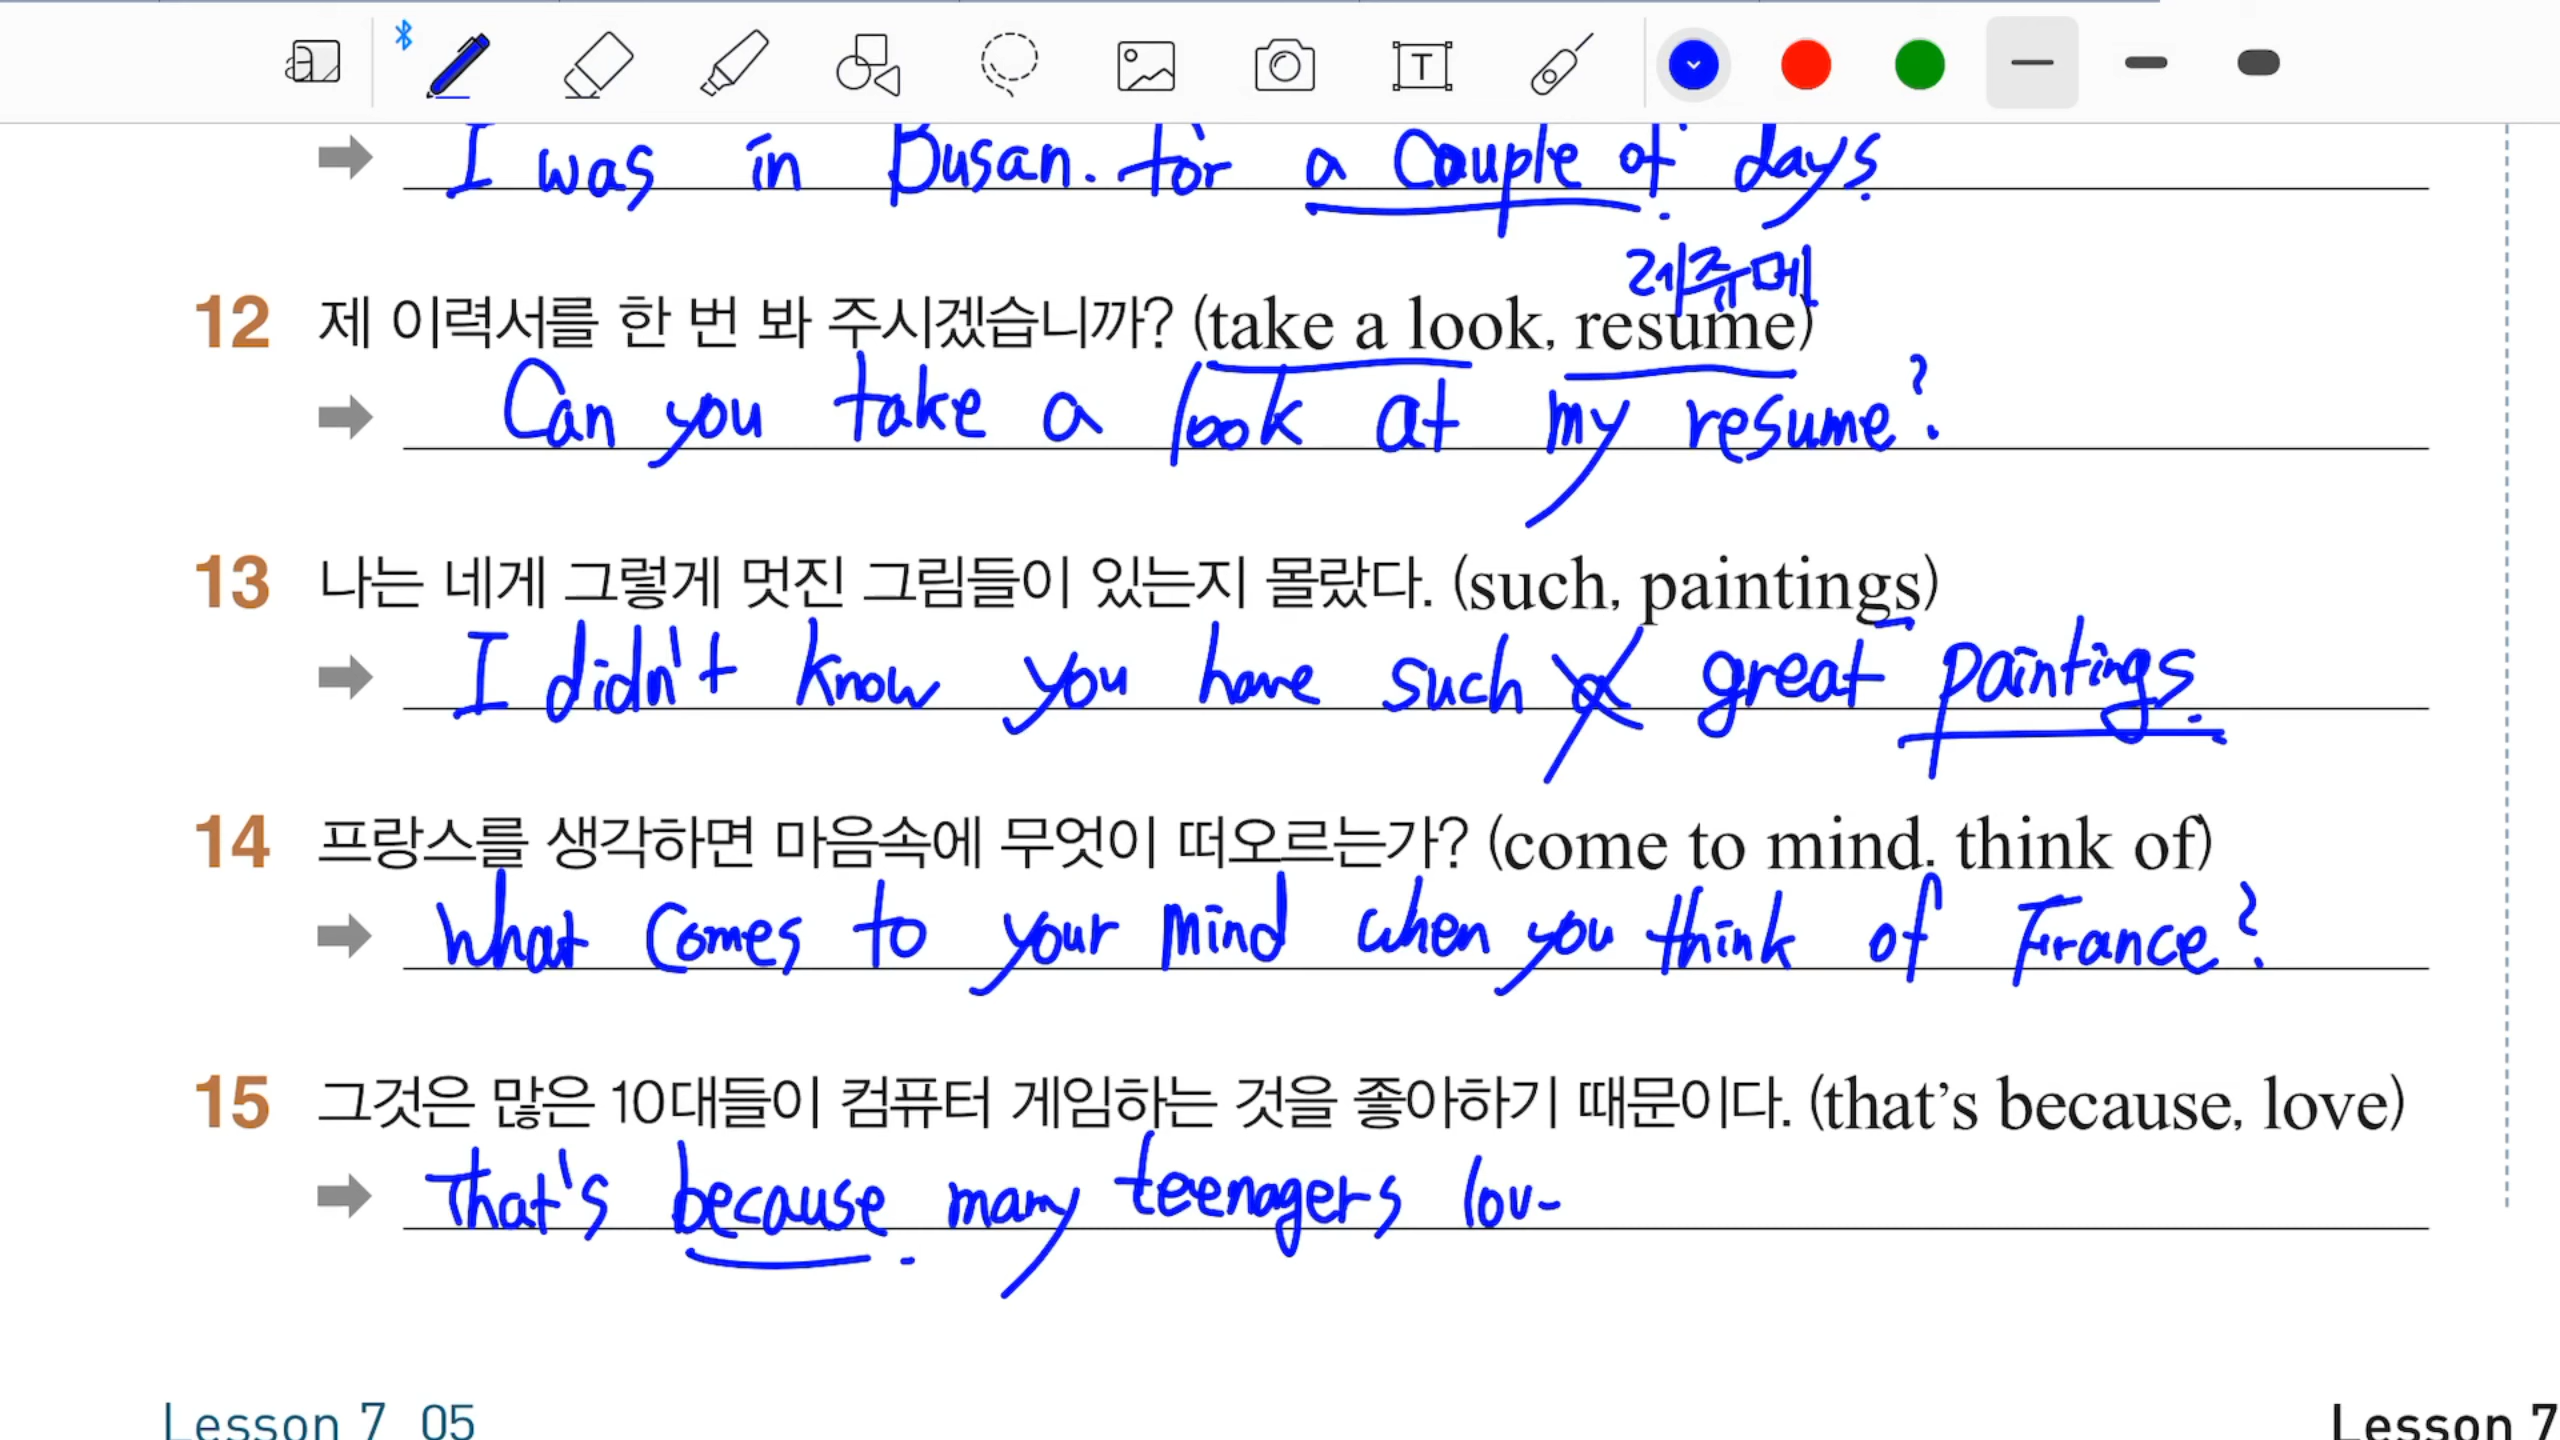 I was in Busan. for a couple of days.
레쥬메
12 제 이력서를 한 번 봐 주시겠습니까? (take a look, resume)
Can you take a look at my resume?
13 나는 네게 그렇게 멋진 그림들이 있는지 몰랐다. (such, paintings)
I didn't know you have such a great paintings.
14 프랑스를 생각하면 마음속에 무엇이 떠오르는가? (come to mind, think of)
What comes to your mind when you think of France?
15 그것은 많은 10대들이 컴퓨터 게임하는 것을 좋아하기 때문이다. (that's because, love)
That's because many teenagers lov
Lesson 7 05
Lesson 7